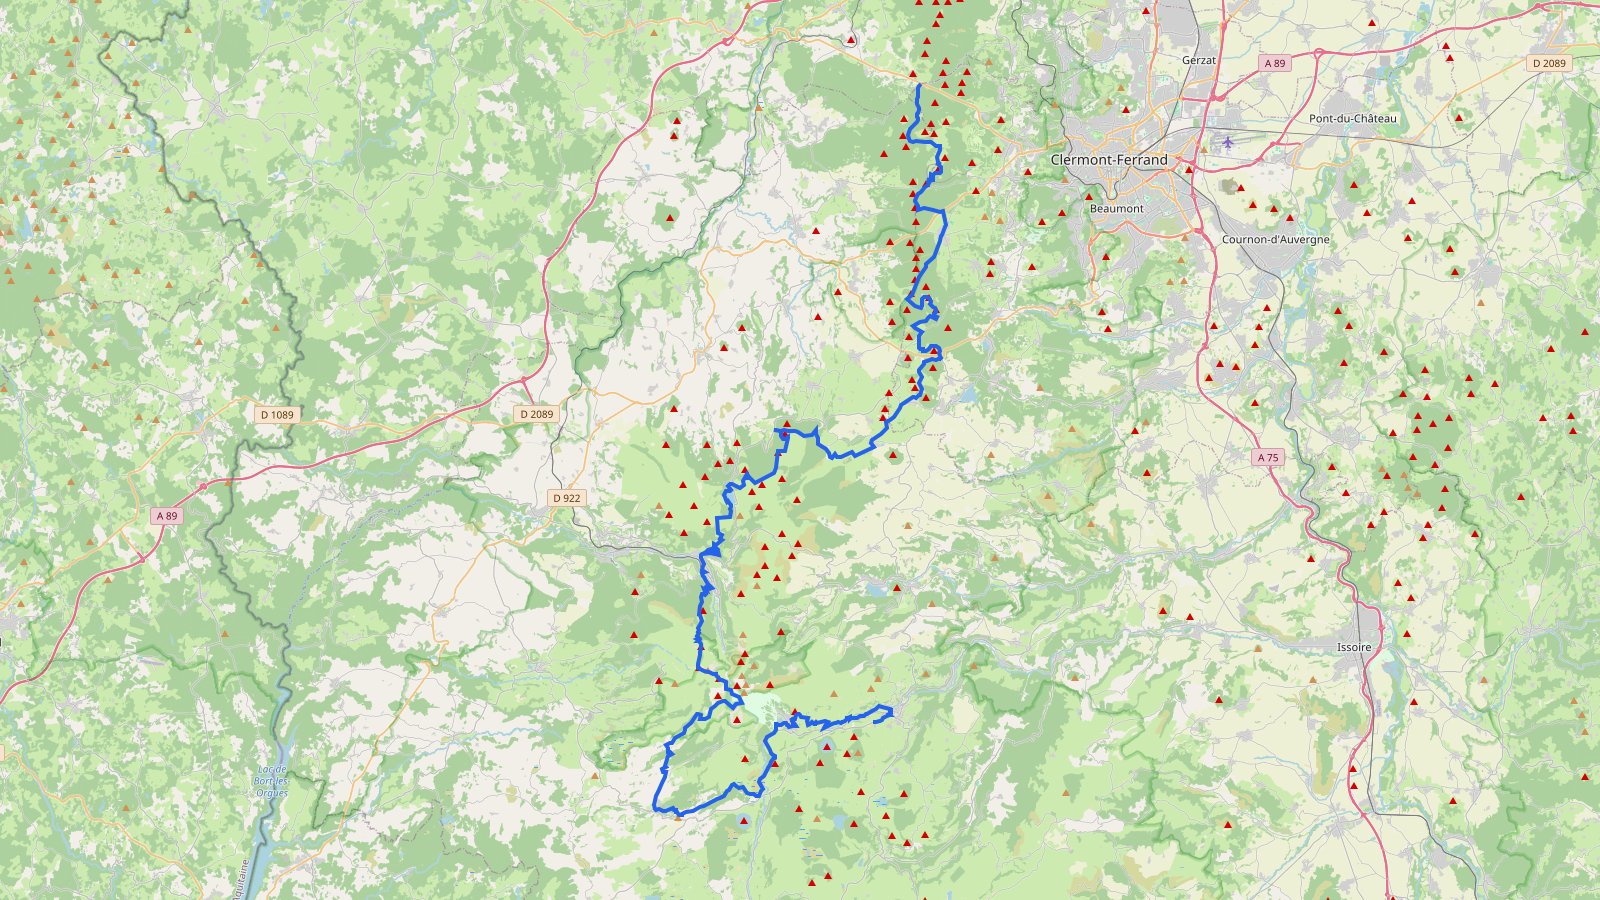 Gerzat
A 89
D 2089
Pont-du-Château
Clermont-Ferrand
Beaumont
Cournon-d'Auvergne
D 1089
D 2089
A 75
D 922
A 89
Issoire
Lac de
Bort-les-
Orgues
quitaine